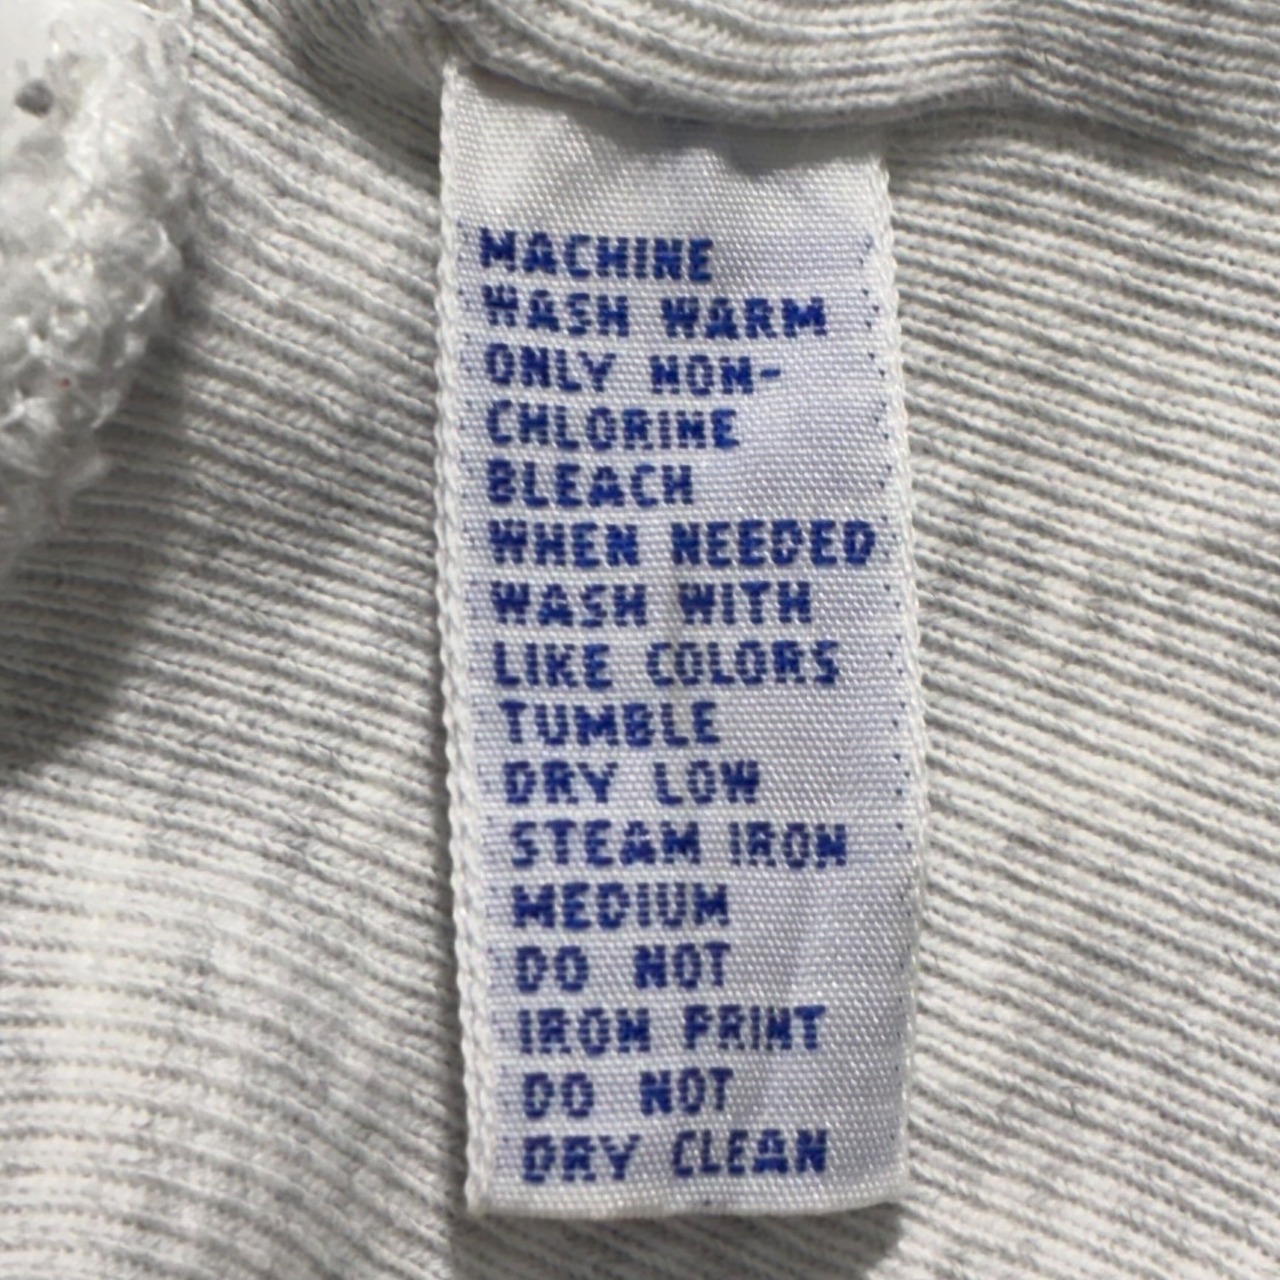 MACHINE
WASH WARM
ONLY NON-
CHLORINE
BLEACH
WHEN NEEDED
WASH WITH
LIKE COLORS
TUMBLE
DRY LOW
STEAM IRON
MEDIUM
DO NOT
IRON PRINT
DO NOT
DRY CLEAN